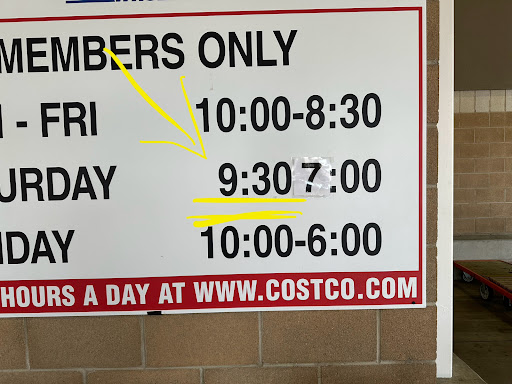 MEMBERS ONLY
- FRI 10:00-8:30
URDAY 9:30 7:00
DAY 10:00-6:00
HOURS A DAY AT WWW.COSTCO.COM